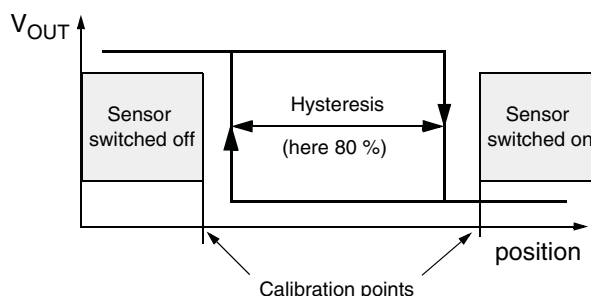 VOUT
Sensor
switched off
Hysteresis
(here 80 %)
Sensor
switched on
position
Calibration points